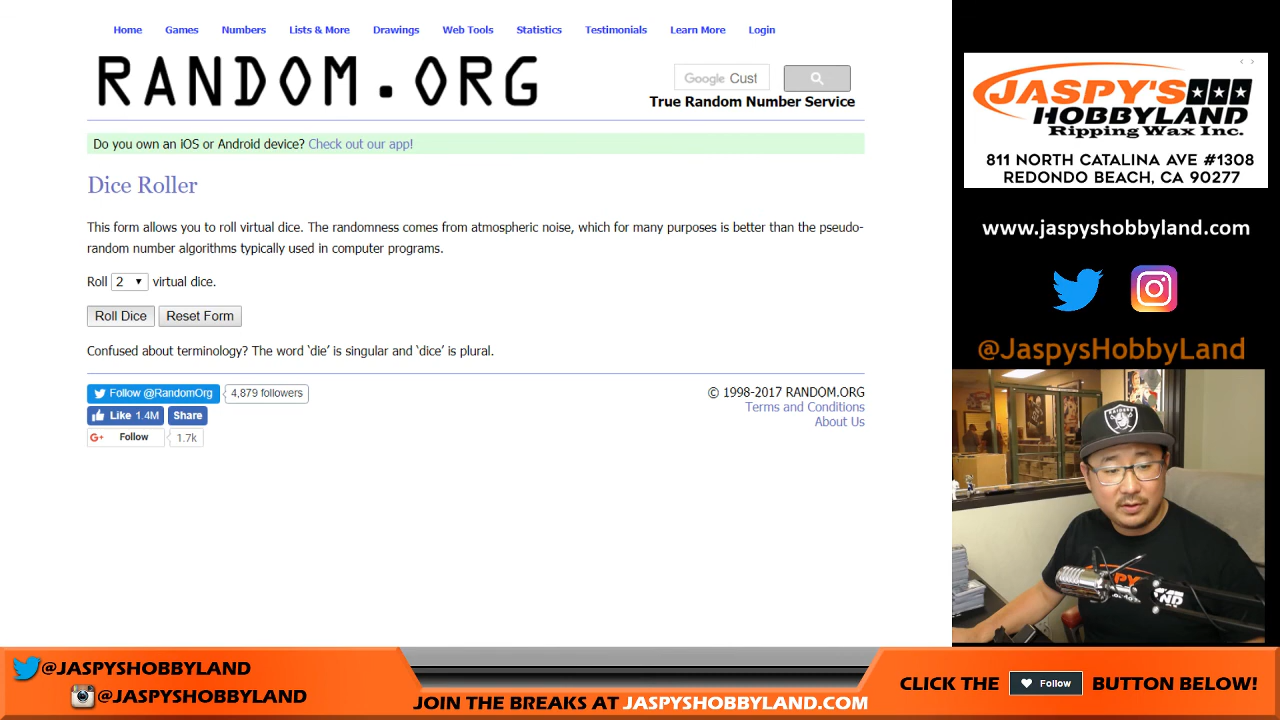 Home Games Numbers Lists & More Drawings Web Tools Statistics Testimonials Learn More Login
RANDOM.ORG
Google Cust
True Random Number Service
Do you own an iOS or Android device? Check out our app!
Dice Roller
This form allows you to roll virtual dice. The randomness comes from atmospheric noise, which for many purposes is better than the pseudo-
random number algorithms typically used in computer programs.
Roll 2 virtual dice.
Roll Dice Reset Form
Confused about terminology? The word ‘die’ is singular and ‘dice’ is plural.
Follow @RandomOrg 4,879 followers
Like 1.4M Share
G+ Follow 1.7k
© 1998-2017 RANDOM.ORG
Terms and Conditions
About Us
JASPY'S
HOBBYLAND
Ripping Wax Inc.
811 NORTH CATALINA AVE #1308
REDONDO BEACH, CA 90277
www.jaspyshobbyland.com
@JaspysHobbyLand
RAIDERS
@JASPYSHOBBYLAND
@JASPYSHOBBYLAND
JOIN THE BREAKS AT JASPYSHOBBYLAND.COM
CLICK THE Follow BUTTON BELOW!